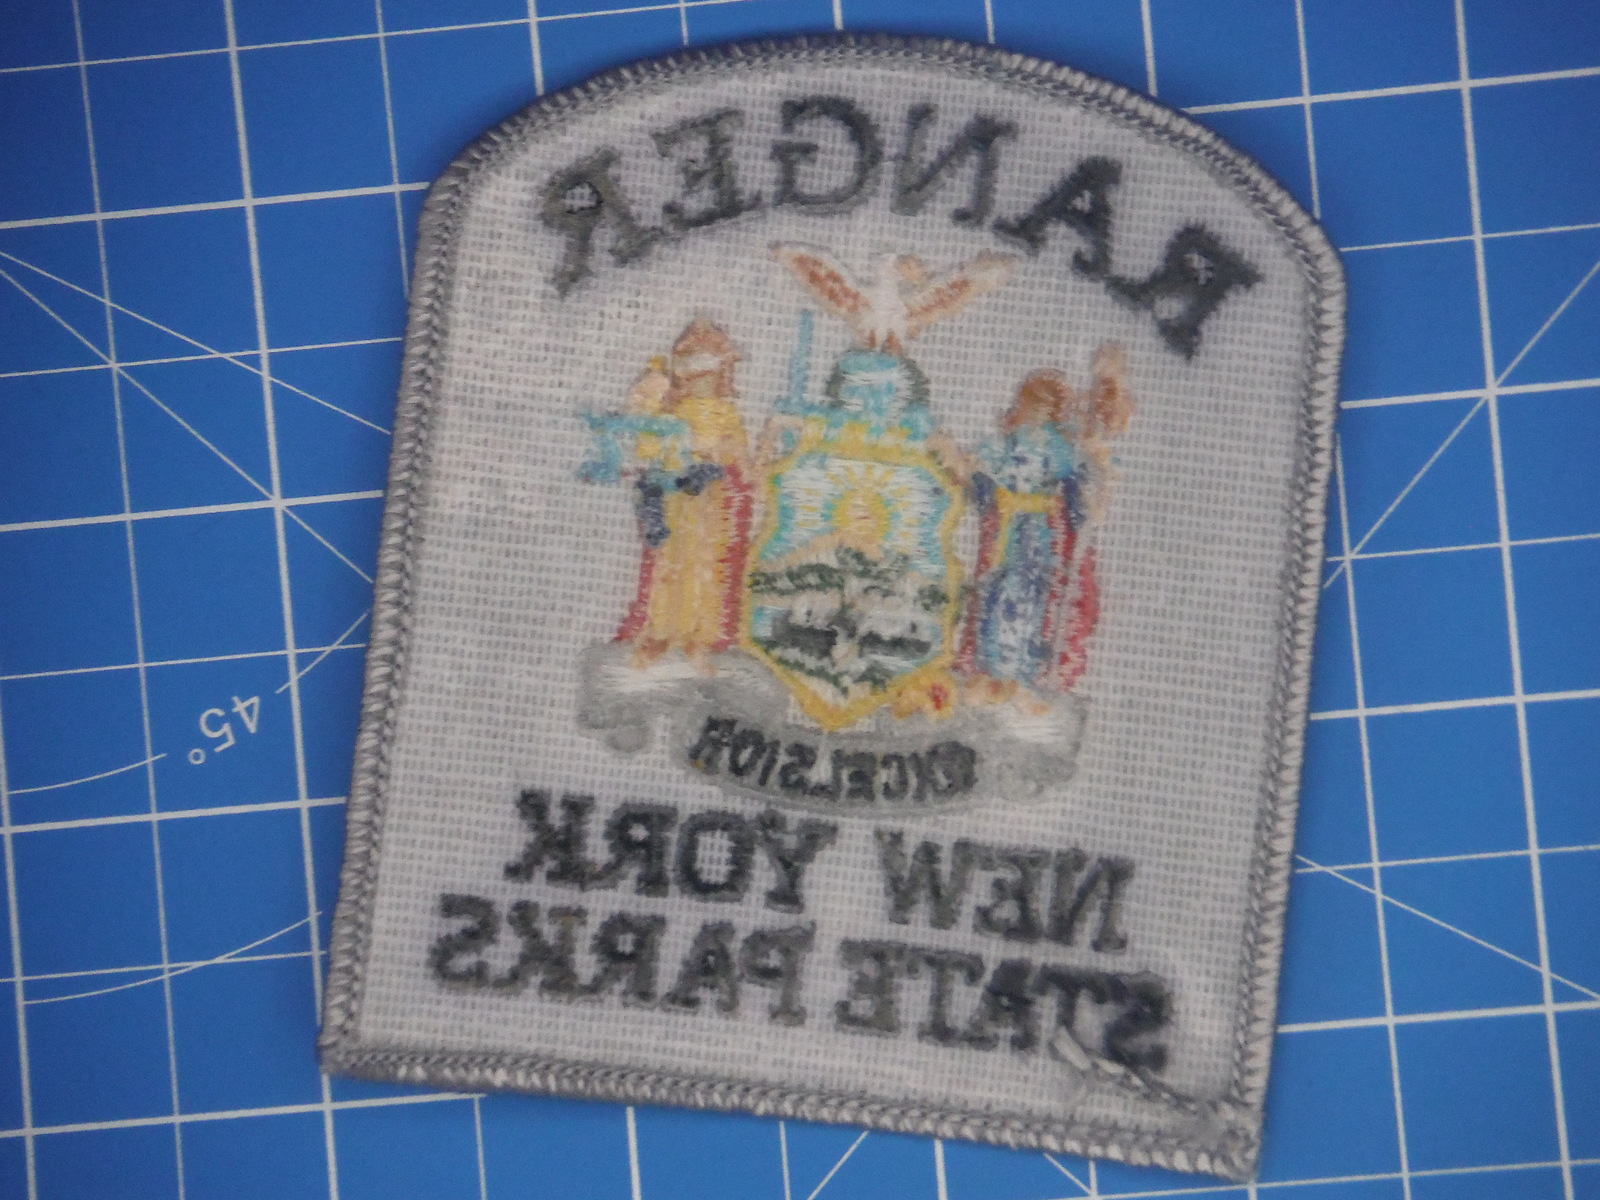 RANGER
EXCELSIOR
NEW YORK
STATE PARKS
45°